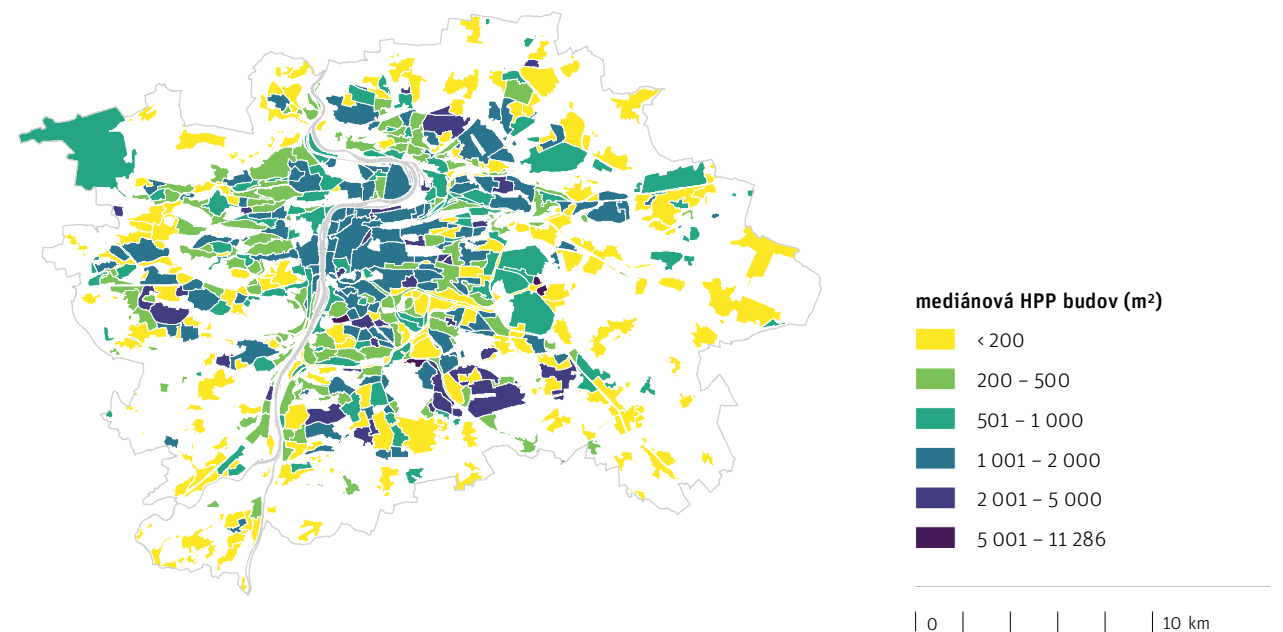 mediánová HPP budov (m²)
< 200
200 – 500
501 – 1 000
1 001 – 2 000
2 001 – 5 000
5 001 – 11 286
0 10 km